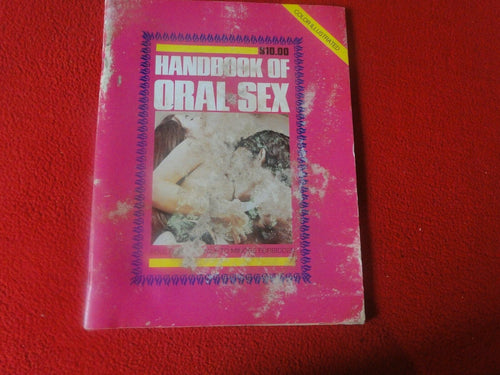 COLOR ILLUSTRATED
$10.00
HANDBOOK OF
ORAL SEX